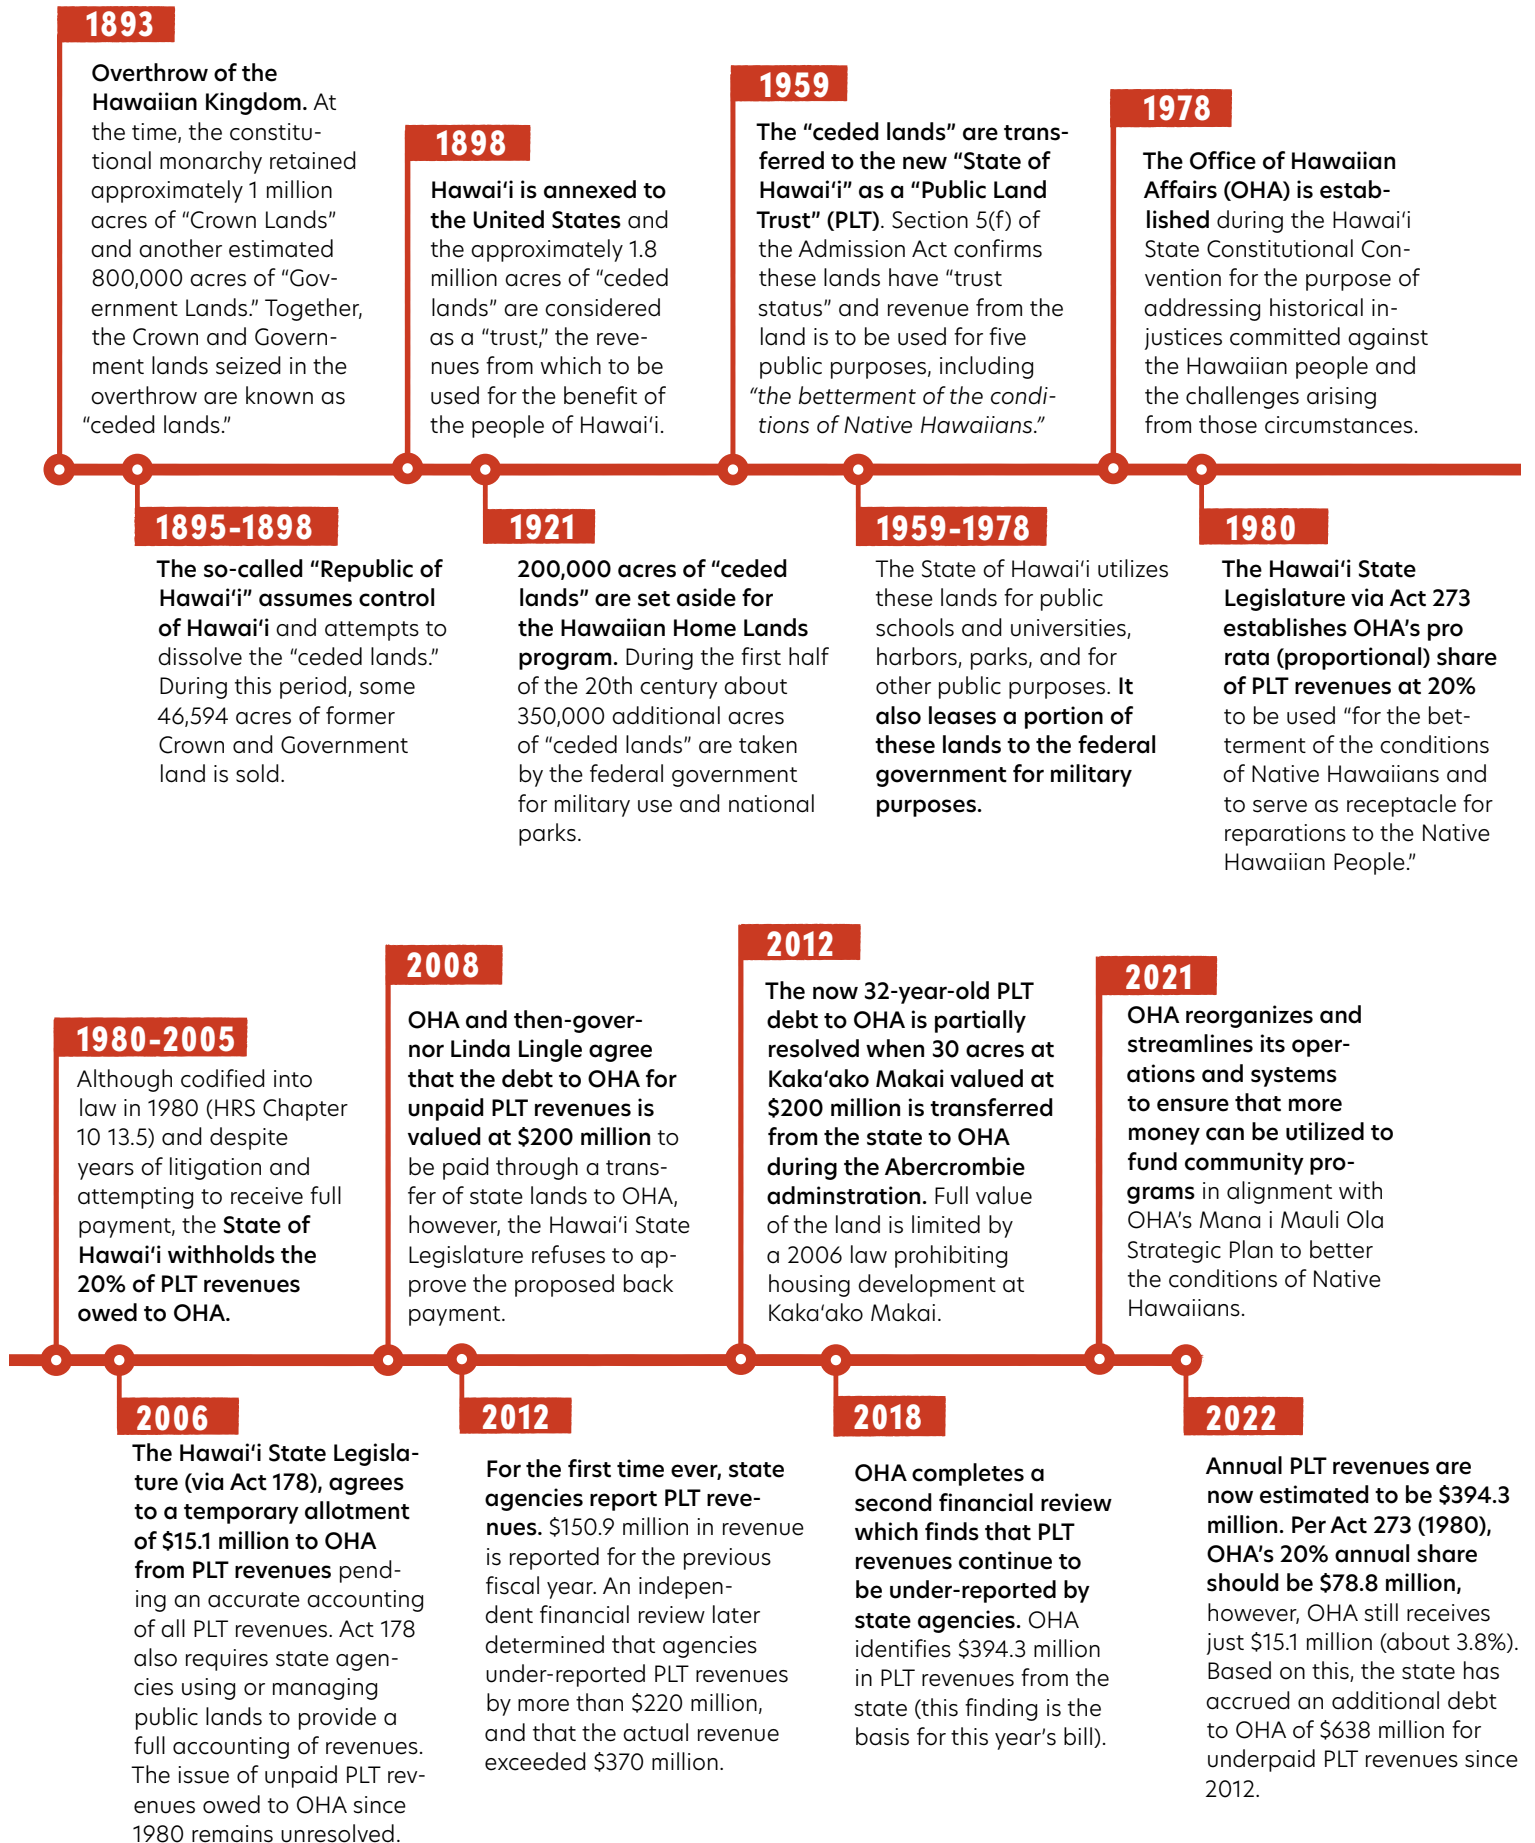 1893
Overthrow of the
Hawaiian Kingdom. At
the time, the constitu-
tional monarchy retained
approximately 1 million
acres of “Crown Lands”
and another estimated
800,000 acres of “Gov-
ernment Lands.” Together,
the Crown and Govern-
ment lands seized in the
overthrow are known as
“ceded lands.”
1895-1898
The so-called “Republic of
Hawai‘i” assumes control
of Hawai‘i and attempts to
dissolve the “ceded lands.”
During this period, some
46,594 acres of former
Crown and Government
land is sold.
1898
Hawai‘i is annexed to
the United States and
the approximately 1.8
million acres of “ceded
lands” are considered
as a “trust,” the reve-
nues from which to be
used for the benefit of
the people of Hawai‘i.
1921
200,000 acres of “ceded
lands” are set aside for
the Hawaiian Home Lands
program. During the first half
of the 20th century about
350,000 additional acres
of “ceded lands” are taken
by the federal government
for military use and national
parks.
1959
The “ceded lands” are trans-
ferred to the new “State of
Hawai‘i” as a “Public Land
Trust” (PLT). Section 5(f) of
the Admission Act confirms
these lands have “trust
status” and revenue from the
land is to be used for five
public purposes, including
“the betterment of the condi-
tions of Native Hawaiians.”
1959-1978
The State of Hawai‘i utilizes
these lands for public
schools and universities,
harbors, parks, and for
other public purposes. It
also leases a portion of
these lands to the federal
government for military
purposes.
1978
The Office of Hawaiian
Affairs (OHA) is estab-
lished during the Hawai‘i
State Constitutional Con-
vention for the purpose of
addressing historical in-
justices committed against
the Hawaiian people and
the challenges arising
from those circumstances.
1980
The Hawai‘i State
Legislature via Act 273
establishes OHA’s pro
rata (proportional) share
of PLT revenues at 20%
to be used “for the bet-
terment of the conditions
of Native Hawaiians and
to serve as receptacle for
reparations to the Native
Hawaiian People.”
1980-2005
Although codified into
law in 1980 (HRS Chapter
10 13.5) and despite
years of litigation and
attempting to receive full
payment, the State of
Hawai‘i withholds the
20% of PLT revenues
owed to OHA.
2006
The Hawai‘i State Legisla-
ture (via Act 178), agrees
to a temporary allotment
of $15.1 million to OHA
from PLT revenues pend-
ing an accurate accounting
of all PLT revenues. Act 178
also requires state agen-
cies using or managing
public lands to provide a
full accounting of revenues.
The issue of unpaid PLT rev-
enues owed to OHA since
1980 remains unresolved.
2008
OHA and then-gover-
nor Linda Lingle agree
that the debt to OHA for
unpaid PLT revenues is
valued at $200 million to
be paid through a trans-
fer of state lands to OHA,
however, the Hawai‘i State
Legislature refuses to ap-
prove the proposed back
payment.
2012
For the first time ever, state
agencies report PLT reve-
nues. $150.9 million in revenue
is reported for the previous
fiscal year. An indepen-
dent financial review later
determined that agencies
under-reported PLT revenues
by more than $220 million,
and that the actual revenue
exceeded $370 million.
2012
The now 32-year-old PLT
debt to OHA is partially
resolved when 30 acres at
Kaka‘ako Makai valued at
$200 million is transferred
from the state to OHA
during the Abercrombie
adminstration. Full value
of the land is limited by
a 2006 law prohibiting
housing development at
Kaka‘ako Makai.
2018
OHA completes a
second financial review
which finds that PLT
revenues continue to
be under-reported by
state agencies. OHA
identifies $394.3 million
in PLT revenues from the
state (this finding is the
basis for this year’s bill).
2021
OHA reorganizes and
streamlines its oper-
ations and systems
to ensure that more
money can be utilized to
fund community pro-
grams in alignment with
OHA’s Mana i Mauli Ola
Strategic Plan to better
the conditions of Native
Hawaiians.
2022
Annual PLT revenues are
now estimated to be $394.3
million. Per Act 273 (1980),
OHA’s 20% annual share
should be $78.8 million,
however, OHA still receives
just $15.1 million (about 3.8%).
Based on this, the state has
accrued an additional debt
to OHA of $638 million for
underpaid PLT revenues since
2012.